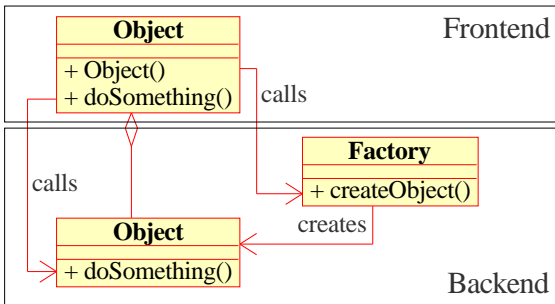 Object
Frontend
+ Object()
+ doSomething()
calls
Factory
calls
+ createObject()
creates
Object
+ doSomething()
Backend